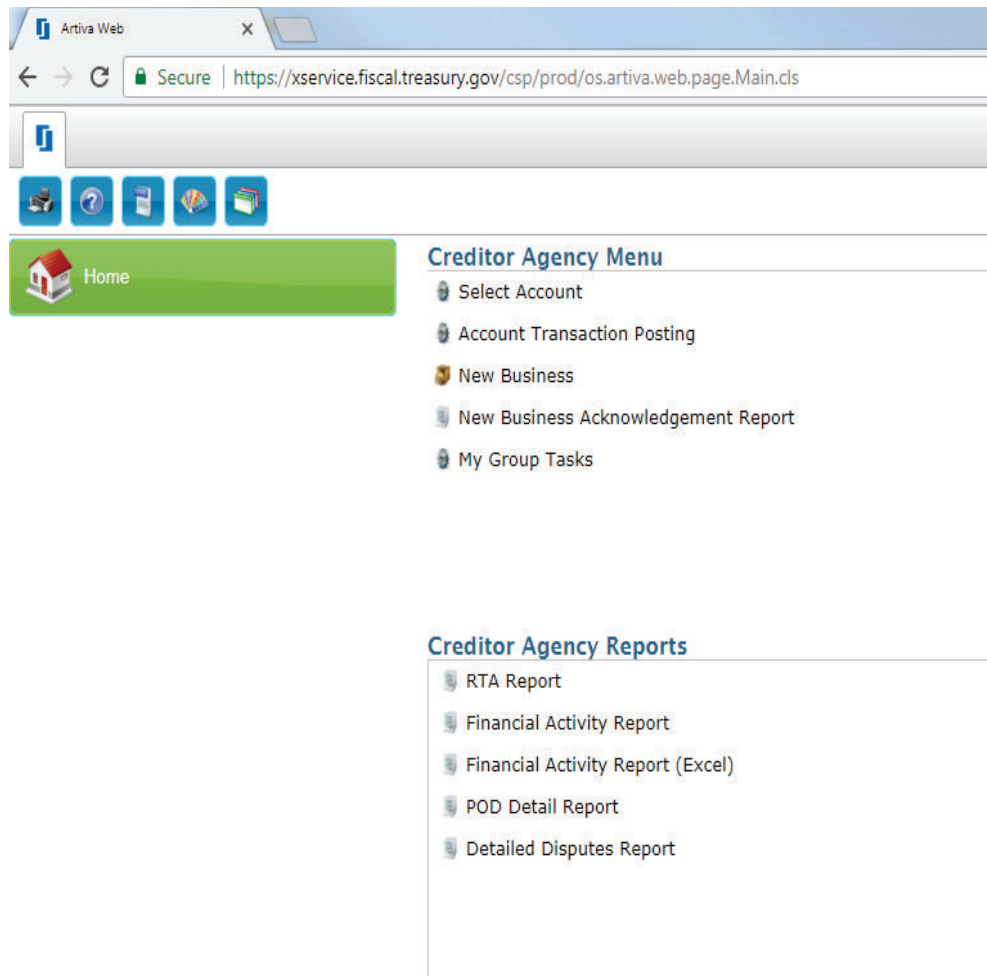 Artiva Web
Secure | https://xservice.fiscal.treasury.gov/csp/prod/os.artiva.web.page.Main.cls
Home
Creditor Agency Menu
Select Account
Account Transaction Posting
New Business
New Business Acknowledgement Report
My Group Tasks
Creditor Agency Reports
RTA Report
Financial Activity Report
Financial Activity Report (Excel)
POD Detail Report
Detailed Disputes Report